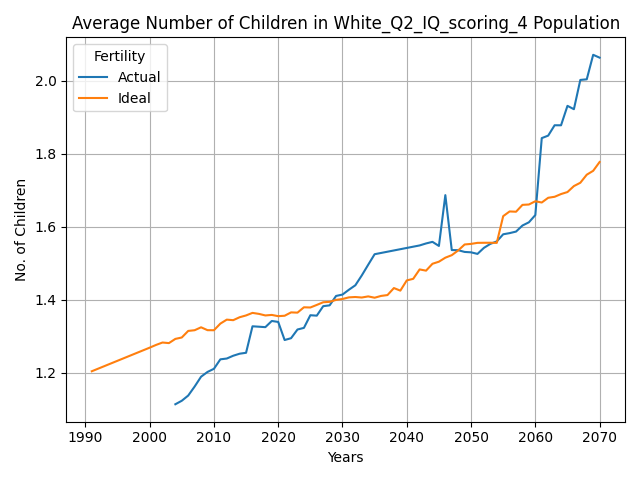 Average Number of Children in White_Q2_IQ_scoring_4 Population
Fertility
Actual
Ideal
No. of Children
2.0
1.8
1.6
1.4
1.2
1990 2000 2010 2020 2030 2040 2050 2060 2070
Years